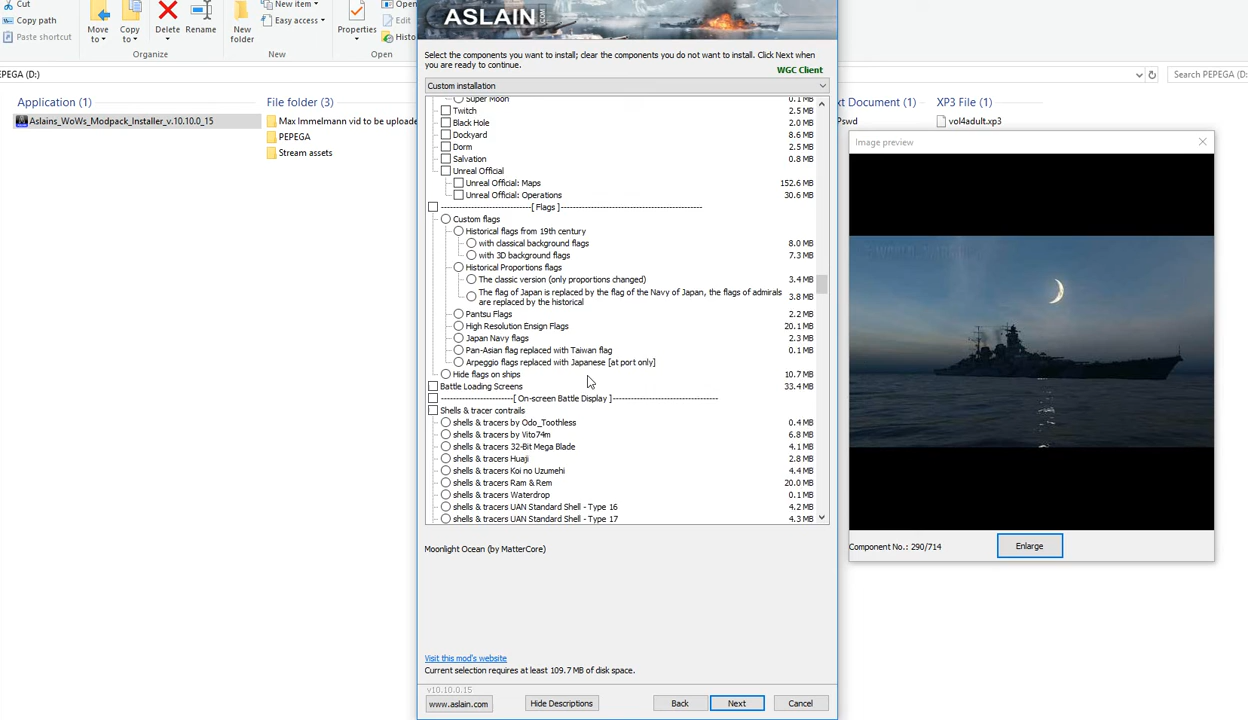 Cut
Copy path
Paste shortcut
Move to
Copy to
Delete
Rename
Organize
New folder
New item
Easy access
New
Properties
Open
Edit
Histo
Open
PEPEGA (D:)
Search PEPEGA (D:
Application (1)
Aslains_WoWs_Modpack_Installer_v.10.10.0_15
File folder (3)
Max Immelmann vid to be uploade
PEPEGA
Stream assets
xt Document (1)
Pswd
XP3 File (1)
vol4adult.xp3
ASLAIN.COM
Select the components you want to install; clear the components you do not want to install. Click Next when
you are ready to continue.
WGC Client
Custom installation
Super Moon 0.1 MB
Twitch 2.5 MB
Black Hole 2.0 MB
Dockyard 8.6 MB
Dorm 2.5 MB
Salvation 0.8 MB
Unreal Official
Unreal Official: Maps 152.6 MB
Unreal Official: Operations 30.6 MB
------------------------------[ Flags ]-----------------------------------------------
Custom flags
Historical flags from 19th century
with classical background flags 8.0 MB
with 3D background flags 7.3 MB
Historical Proportions flags
The classic version (only proportions changed) 3.4 MB
The flag of Japan is replaced by the flag of the Navy of Japan, the flags of admirals
are replaced by the historical 3.8 MB
Pantsu Flags 2.2 MB
High Resolution Ensign Flags 20.1 MB
Japan Navy flags 2.3 MB
Pan-Asian flag replaced with Taiwan flag 0.1 MB
Arpeggio flags replaced with Japanese [at port only]
Hide flags on ships 10.7 MB
Battle Loading Screens 33.4 MB
------------------------[ On-screen Battle Display ]-----------------------------------
Shells & tracer contrails
shells & tracers by Odo_Toothless 0.4 MB
shells & tracers by Vito74m 6.8 MB
shells & tracers 32-Bit Mega Blade 4.1 MB
shells & tracers Huaji 2.8 MB
shells & tracers Koi no Uzumehi 4.4 MB
shells & tracers Ram & Rem 20.0 MB
shells & tracers Waterdrop 0.1 MB
shells & tracers UAN Standard Shell - Type 16 4.2 MB
shells & tracers UAN Standard Shell - Type 17 4.3 MB
Moonlight Ocean (by MatterCore)
Visit this mod's website
Current selection requires at least 109.7 MB of disk space.
v10.10.0.15
www.aslain.com
Hide Descriptions
Back
Next
Cancel
Image preview
Component No.: 290/714
Enlarge